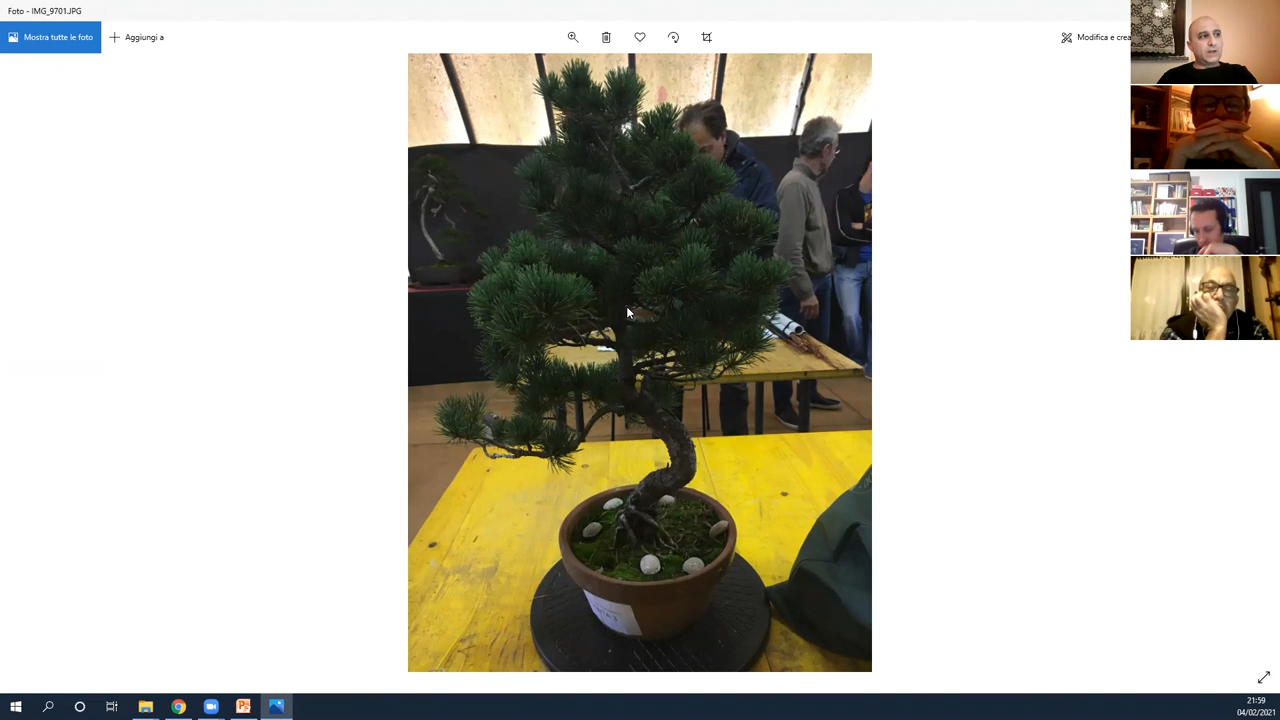 Foto - IMG_9701.JPG
Mostra tutte le foto
Aggiungi a
Modifica e crea
21:59
04/02/2021